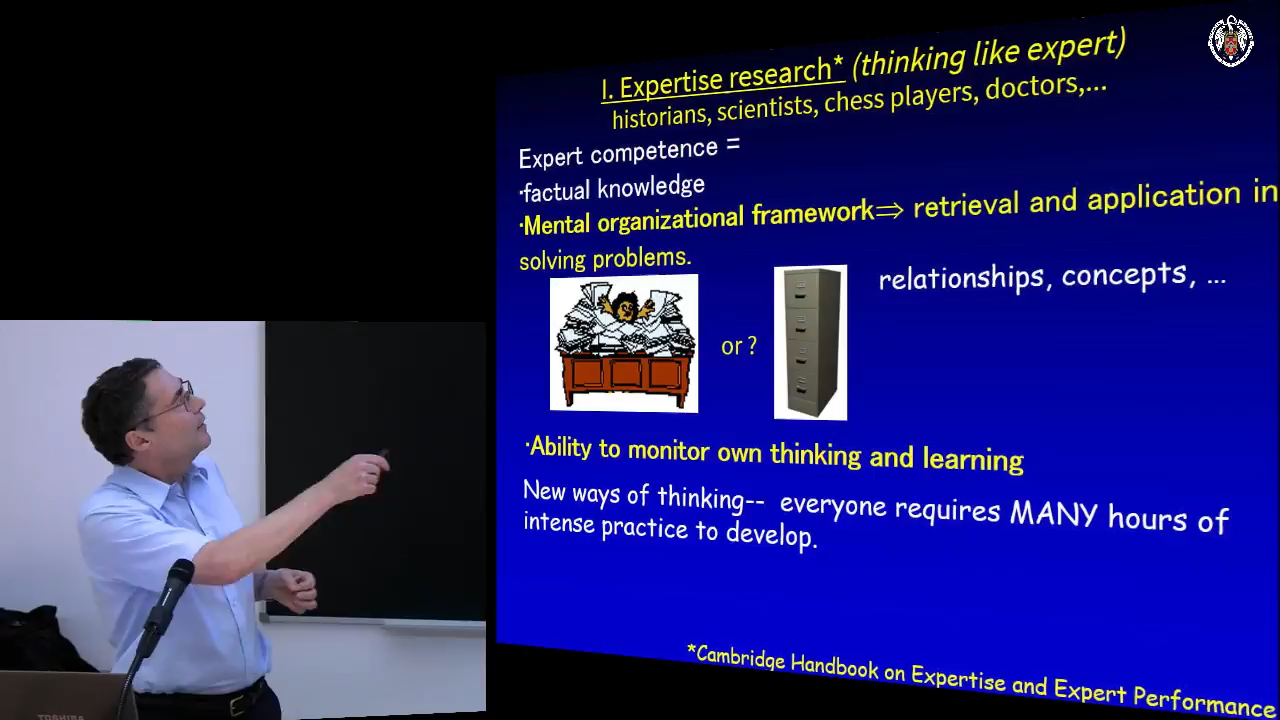 I. Expertise research* (thinking like expert)
historians, scientists, chess players, doctors,...
Expert competence =
·factual knowledge
·Mental organizational framework⇒ retrieval and application in
solving problems.
relationships, concepts, ...
or ?
·Ability to monitor own thinking and learning
New ways of thinking-- everyone requires MANY hours of
intense practice to develop.
*Cambridge Handbook on Expertise and Expert Performance
TOSHIBA